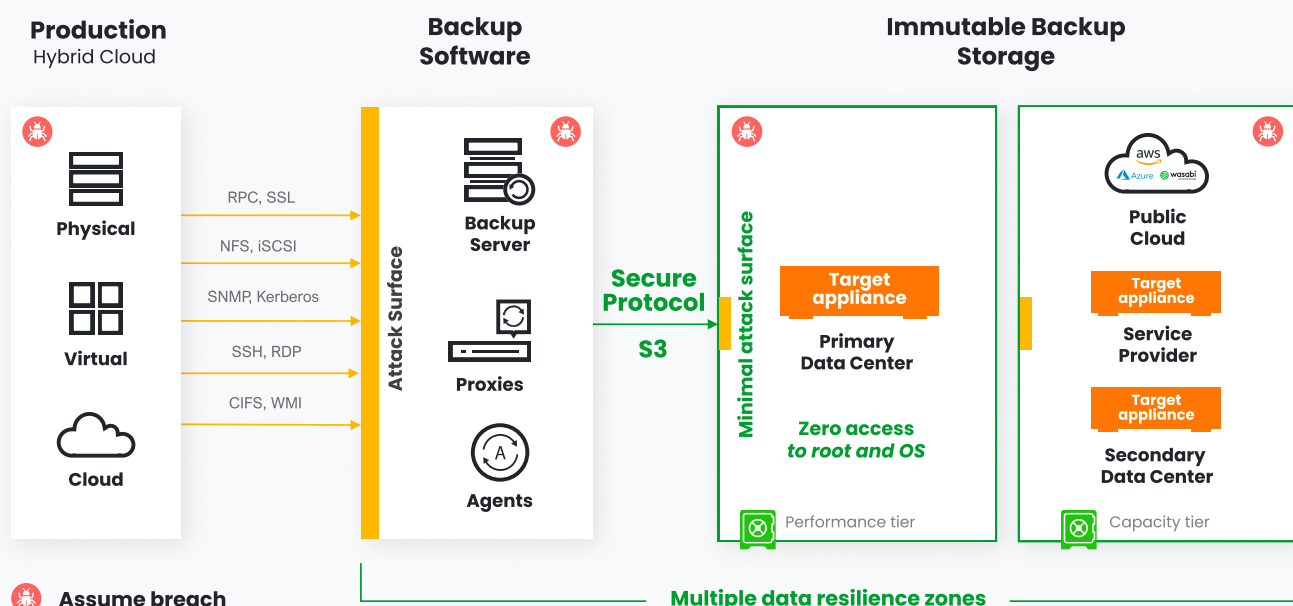 Production
Hybrid Cloud
Backup
Software
Immutable Backup
Storage
Physical
Virtual
Cloud
RPC, SSL
NFS, iSCSI
SNMP, Kerberos
SSH, RDP
CIFS, WMI
Attack Surface
Backup
Server
Proxies
A
Agents
Secure
Protocol
S3
Minimal attack surface
Target
appliance
Primary
Data Center
Zero access
to root and OS
Performance tier
aws
Azure
wasabi
Public
Cloud
Target
appliance
Service
Provider
Target
appliance
Secondary
Data Center
Capacity tier
Assume breach
Multiple data resilience zones